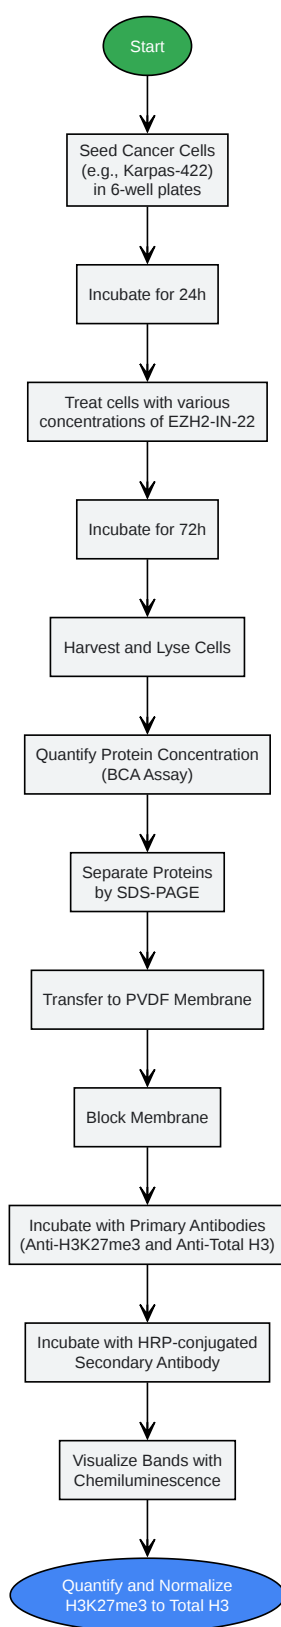 Start
Seed Cancer Cells
(e.g., Karpas-422)
in 6-well plates
Incubate for 24h
Treat cells with various
concentrations of EZH2-IN-22
Incubate for 72h
Harvest and Lyse Cells
Quantify Protein Concentration
(BCA Assay)
Separate Proteins
by SDS-PAGE
Transfer to PVDF Membrane
Block Membrane
Incubate with Primary Antibodies
(Anti-H3K27me3 and Anti-Total H3)
Incubate with HRP-conjugated
Secondary Antibody
Visualize Bands with
Chemiluminescence
Quantify and Normalize
H3K27me3 to Total H3